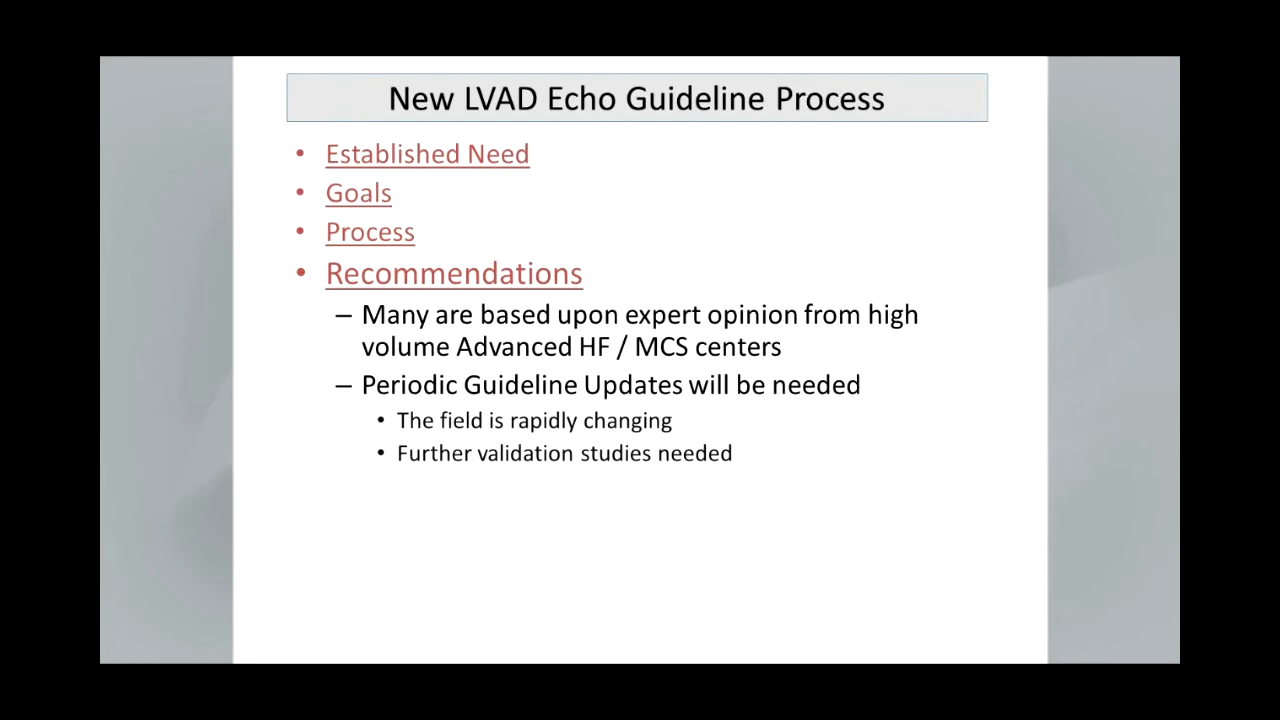 New LVAD Echo Guideline Process
• Established Need
• Goals
• Process
• Recommendations
– Many are based upon expert opinion from high
volume Advanced HF / MCS centers
– Periodic Guideline Updates will be needed
• The field is rapidly changing
• Further validation studies needed